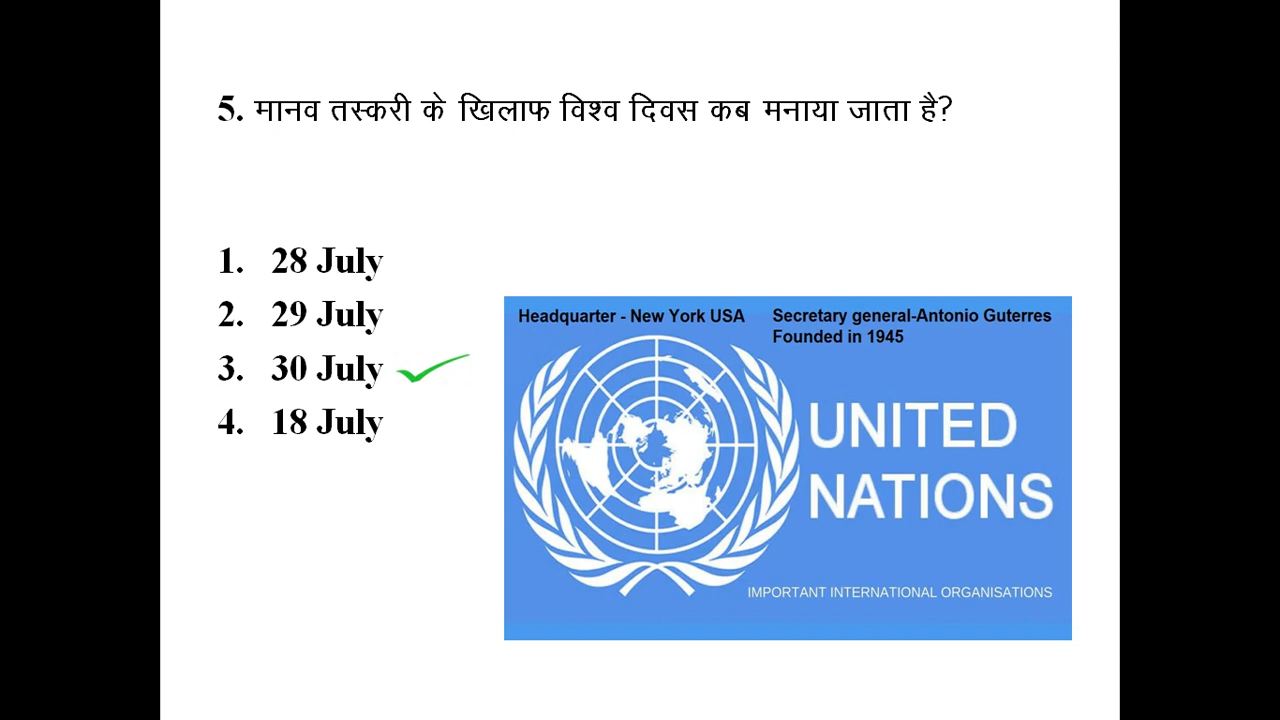 5. मानव तस्करी के खिलाफ विश्व दिवस कब मनाया जाता है?
1. 28 July
2. 29 July
3. 30 July
4. 18 July
Headquarter - New York USA
Secretary general-Antonio Guterres
Founded in 1945
UNITED
NATIONS
IMPORTANT INTERNATIONAL ORGANISATIONS